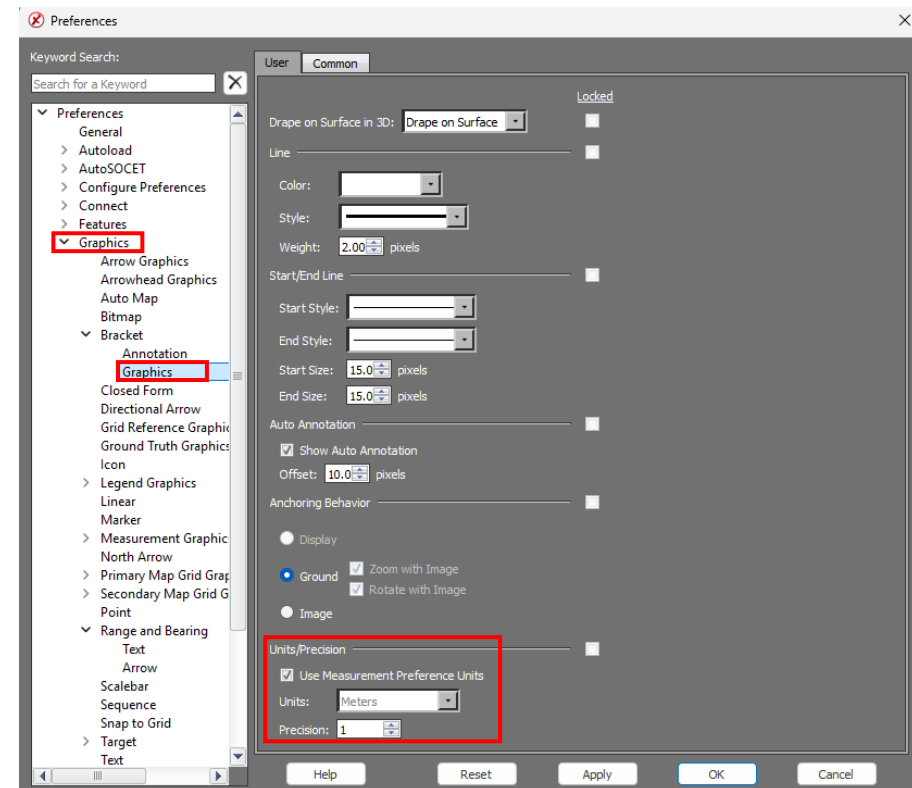 Preferences
Keyword Search:
Search for a Keyword
Preferences
General
Autoload
AutoSOCET
Configure Preferences
Connect
Features
Graphics
Arrow Graphics
Arrowhead Graphics
Auto Map
Bitmap
Bracket
Annotation
Graphics
Closed Form
Directional Arrow
Grid Reference Graphic
Ground Truth Graphics
Icon
Legend Graphics
Linear
Marker
Measurement Graphic
North Arrow
Primary Map Grid Grap
Secondary Map Grid G
Point
Range and Bearing
Text
Arrow
Scalebar
Sequence
Snap to Grid
Target
Text
User Common
Locked
Drape on Surface in 3D: Drape on Surface
Line
Color:
Style:
Weight: 2.00 pixels
Start/End Line
Start Style:
End Style:
Start Size: 15.0 pixels
End Size: 15.0 pixels
Auto Annotation
Show Auto Annotation
Offset: 10.0 pixels
Anchoring Behavior
Display
Ground Zoom with Image
Rotate with Image
Image
Units/Precision
Use Measurement Preference Units
Units: Meters
Precision: 1
Help Reset Apply OK Cancel